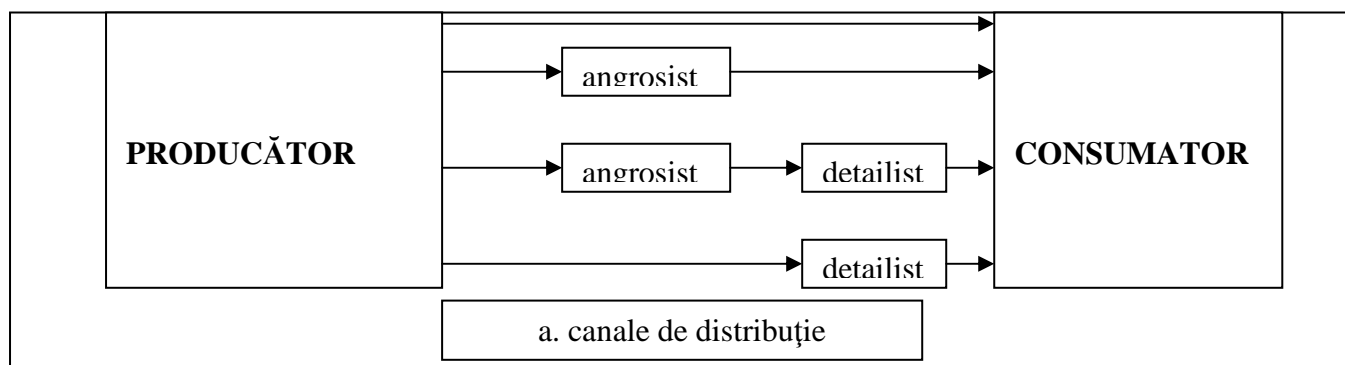 angrosist
PRODUCĂTOR
CONSUMATOR
angrosist
detailist
detailist
a. canale de distribuţie